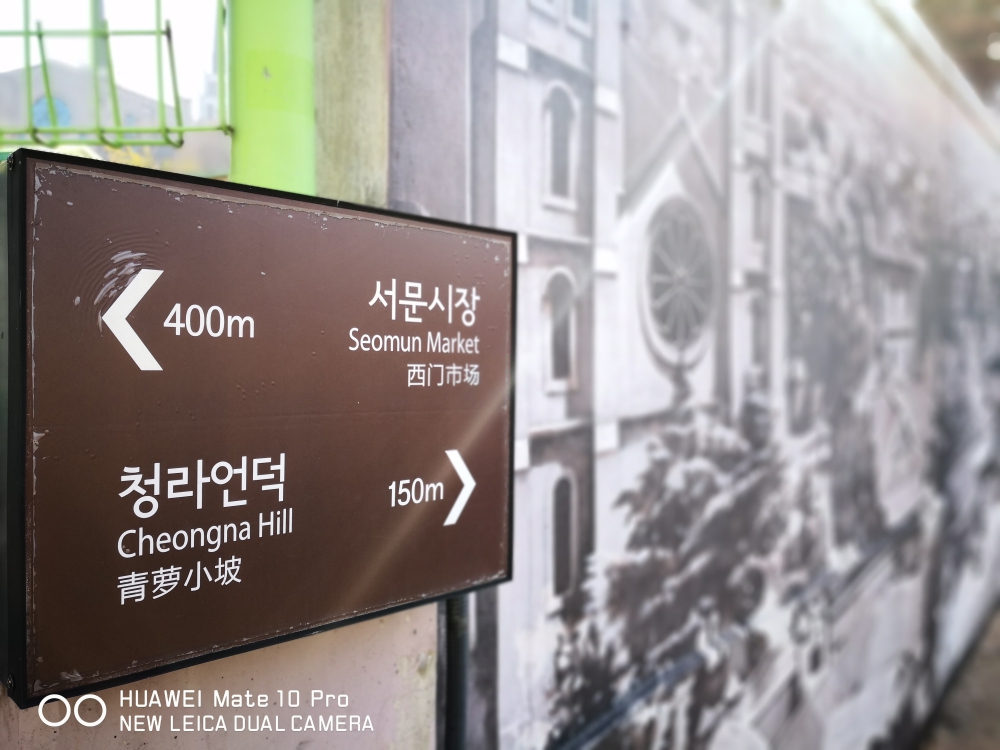 400m
서문시장
Seomun Market
西门市场
청라언덕
Cheongna Hill
青萝小坡
150m
HUAWEI Mate 10 Pro
NEW LEICA DUAL CAMERA